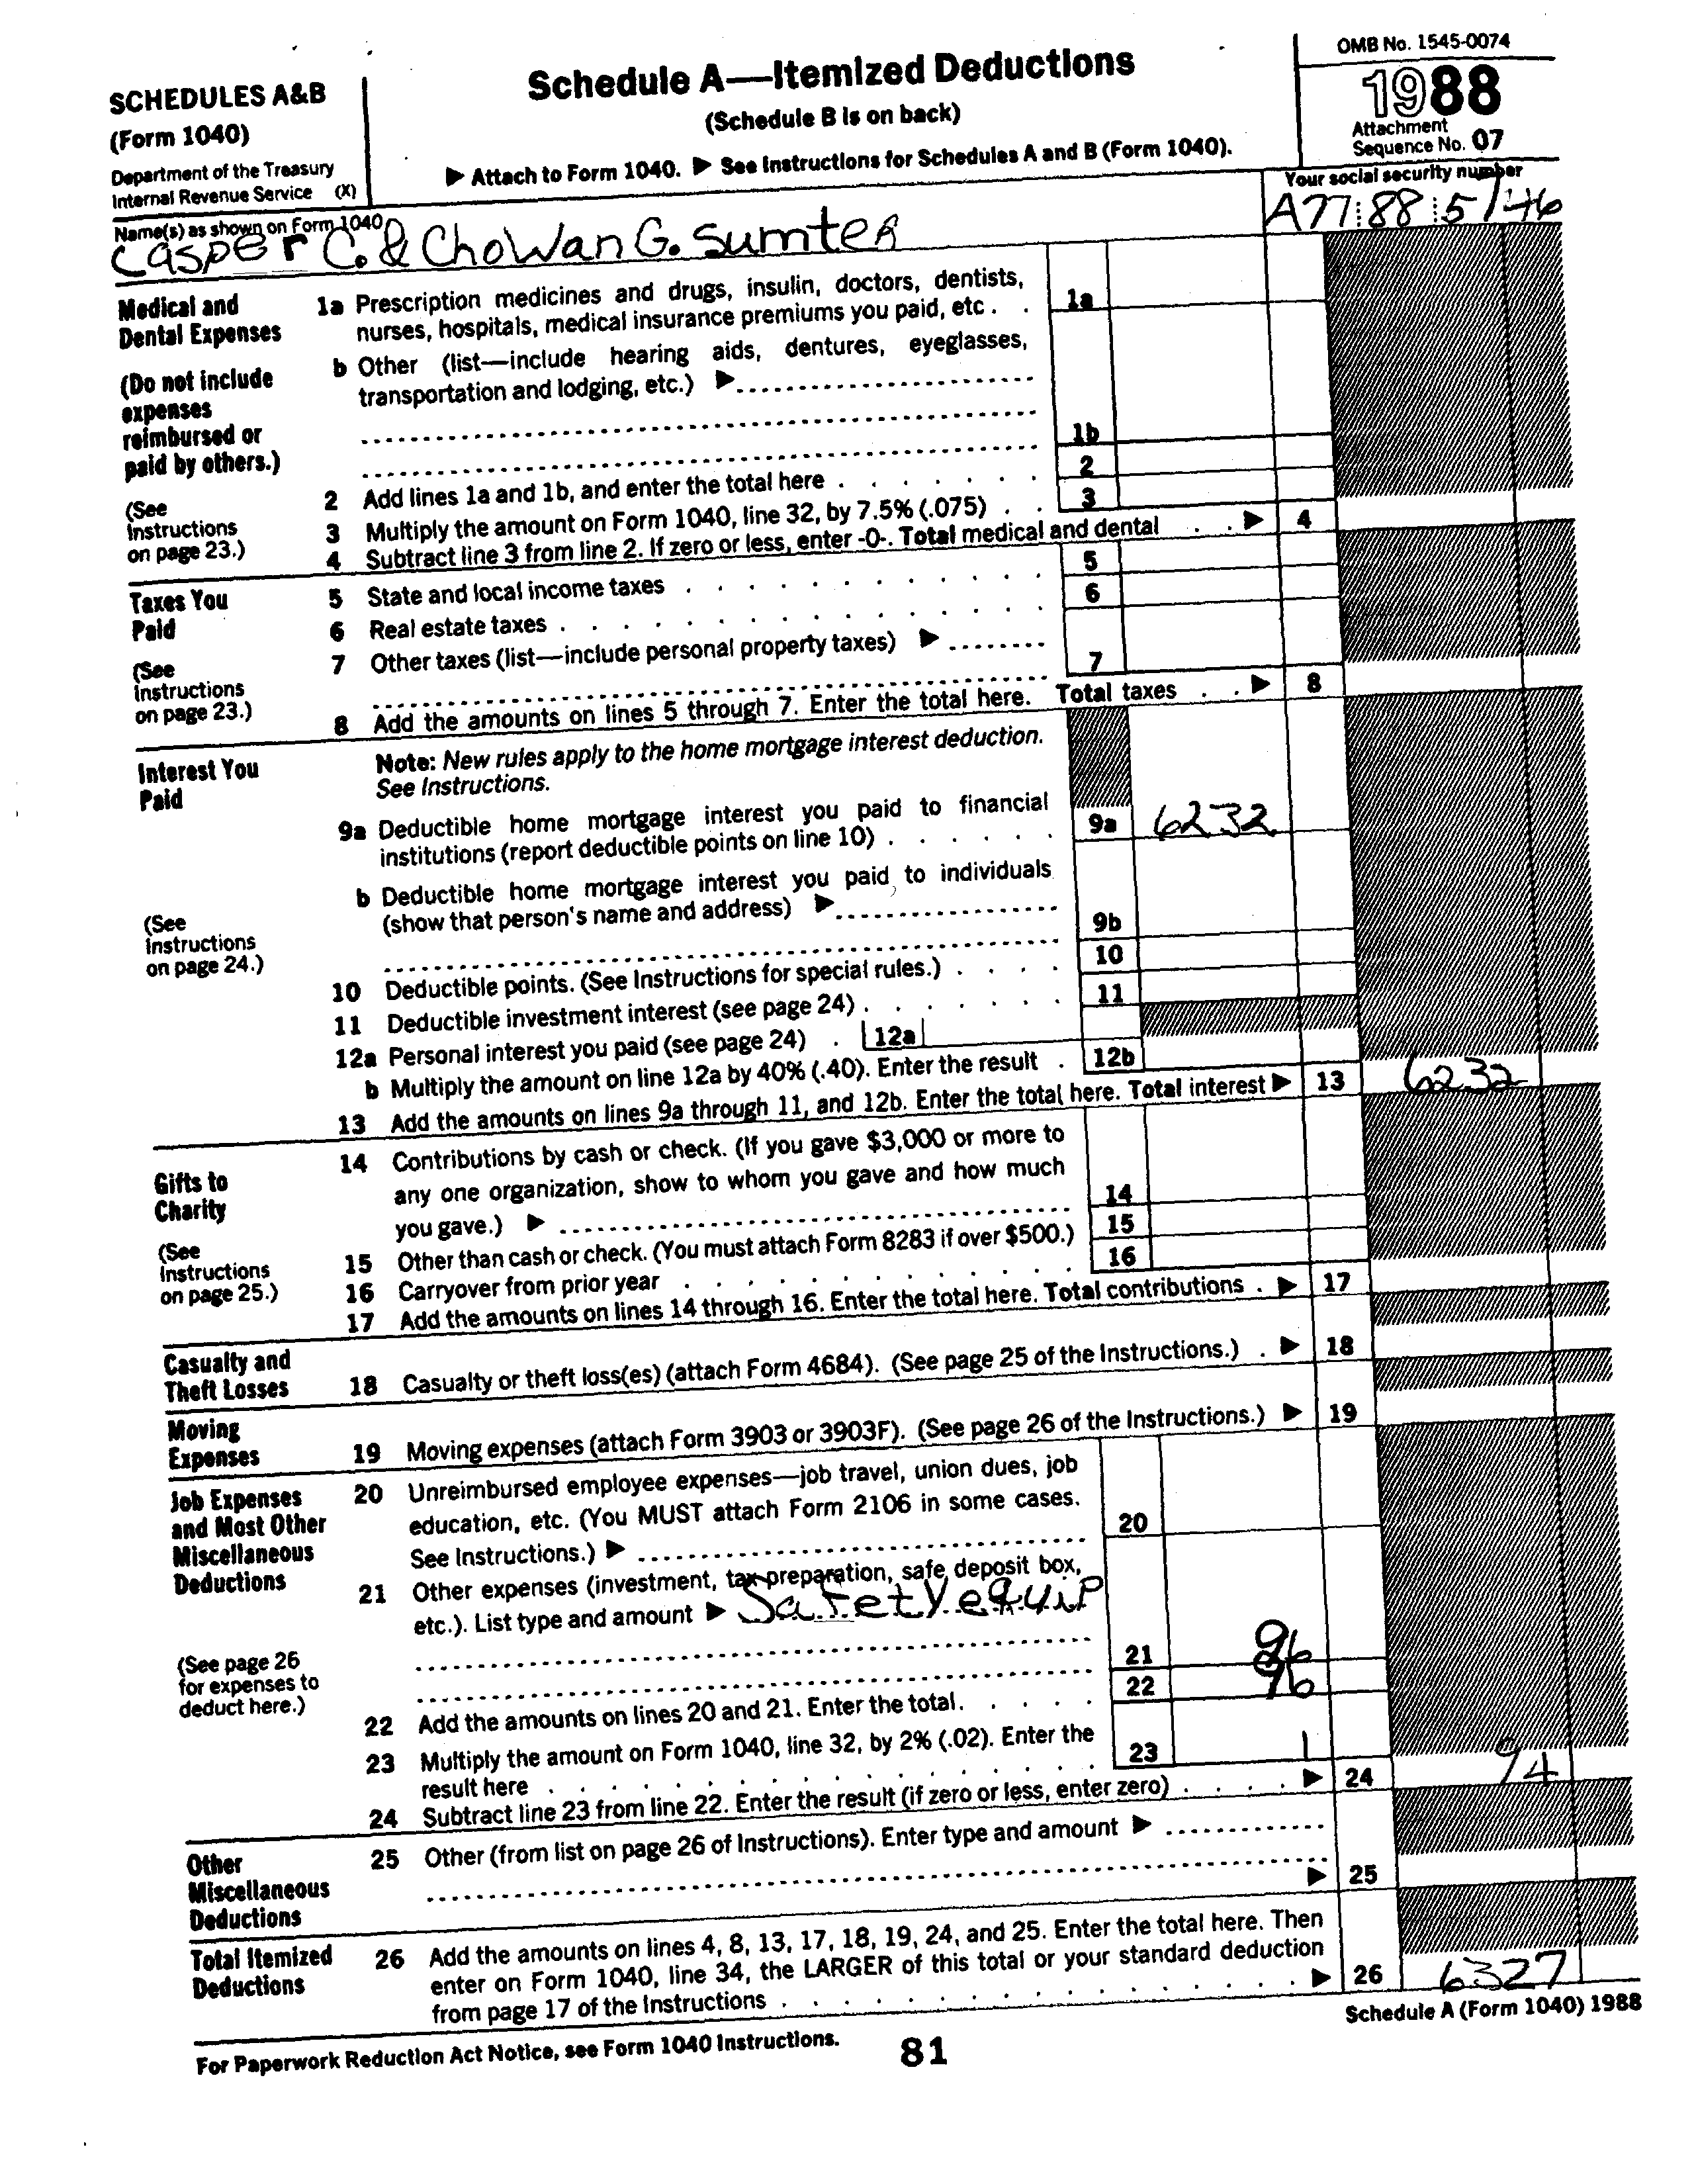 SCHEDULES A&B
(Form 1040)
Department of the Treasury
Internal Revenue Service (X)
Schedule A—Itemized Deductions
(Schedule B is on back)
▶ Attach to Form 1040. ▶ See Instructions for Schedules A and B (Form 1040).
OMB No. 1545-0074
1988
Attachment
Sequence No. 07
Name(s) as shown on Form 1040
Casper C. & Chowan G. Sumter
Your social security number
A77 88 5146
Medical and
Dental Expenses
(Do not include
expenses
reimbursed or
paid by others.)
(See
Instructions
on page 23.)
1a Prescription medicines and drugs, insulin, doctors, dentists,
nurses, hospitals, medical insurance premiums you paid, etc . . 1a
b Other (list—include hearing aids, dentures, eyeglasses,
transportation and lodging, etc.) ▶
1b
2 Add lines 1a and 1b, and enter the total here . . . . . . . 2
3 Multiply the amount on Form 1040, line 32, by 7.5% (.075) . . 3
4 Subtract line 3 from line 2. If zero or less, enter -0-. Total medical and dental . . ▶ 4
Taxes You
Paid
(See
Instructions
on page 23.)
5 State and local income taxes . . . . . . . . . . . . 5
6 Real estate taxes . . . . . . . . . . . . . . . 6
7 Other taxes (list—include personal property taxes) ▶
7
8 Add the amounts on lines 5 through 7. Enter the total here. Total taxes . . ▶ 8
Interest You
Paid
(See
Instructions
on page 24.)
Note: New rules apply to the home mortgage interest deduction.
See Instructions.
9a Deductible home mortgage interest you paid to financial
institutions (report deductible points on line 10) . . . . . . 9a 6232
b Deductible home mortgage interest you paid to individuals
(show that person's name and address) ▶
9b
10 Deductible points. (See Instructions for special rules.) . . . . 10
11 Deductible investment interest (see page 24) . . . . . . . 11
12a Personal interest you paid (see page 24) . 12a
b Multiply the amount on line 12a by 40% (.40). Enter the result . 12b
13 Add the amounts on lines 9a through 11, and 12b. Enter the total here. Total interest ▶ 13 6232
Gifts to
Charity
(See
Instructions
on page 25.)
14 Contributions by cash or check. (If you gave $3,000 or more to
any one organization, show to whom you gave and how much
you gave.) ▶ 14
15 Other than cash or check. (You must attach Form 8283 if over $500.) 15
16 Carryover from prior year . . . . . . . . . . . . 16
17 Add the amounts on lines 14 through 16. Enter the total here. Total contributions . ▶ 17
Casualty and
Theft Losses
18 Casualty or theft loss(es) (attach Form 4684). (See page 25 of the Instructions.) . ▶ 18
Moving
Expenses
19 Moving expenses (attach Form 3903 or 3903F). (See page 26 of the Instructions.) ▶ 19
Job Expenses
and Most Other
Miscellaneous
Deductions
(See page 26
for expenses to
deduct here.)
20 Unreimbursed employee expenses—job travel, union dues, job
education, etc. (You MUST attach Form 2106 in some cases.
See Instructions.) ▶ 20
21 Other expenses (investment, tax preparation, safe deposit box,
etc.). List type and amount ▶ Safety equip
21 96
22 Add the amounts on lines 20 and 21. Enter the total. . . . . 22 96
23 Multiply the amount on Form 1040, line 32, by 2% (.02). Enter the
result here . . . . . . . . . . . . . . . . 23 1
24 Subtract line 23 from line 22. Enter the result (if zero or less, enter zero) . . . . ▶ 24 94
Other
Miscellaneous
Deductions
25 Other (from list on page 26 of Instructions). Enter type and amount ▶
▶ 25
Total Itemized
Deductions
26 Add the amounts on lines 4, 8, 13, 17, 18, 19, 24, and 25. Enter the total here. Then
enter on Form 1040, line 34, the LARGER of this total or your standard deduction
from page 17 of the Instructions . . . . . . . . . . . . . . . ▶ 26 6327
For Paperwork Reduction Act Notice, see Form 1040 Instructions.
81
Schedule A (Form 1040) 1988